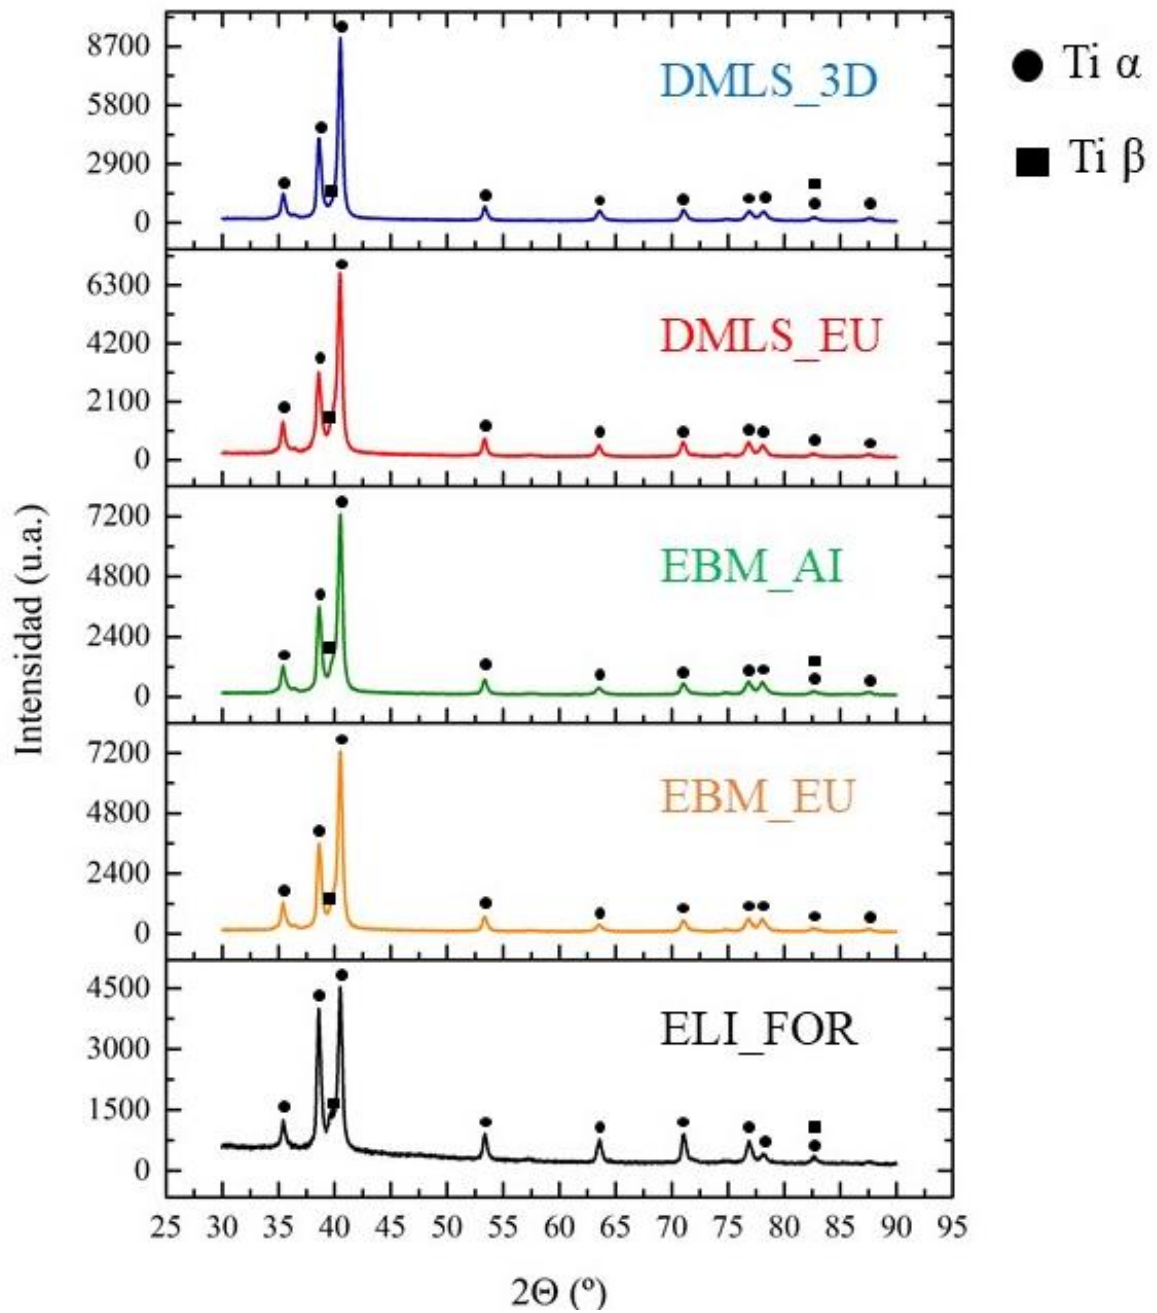 8700
5800
2900
0
DMLS_3D
Ti α
Ti β
6300
4200
2100
0
DMLS_EU
7200
4800
2400
0
EBM_AI
7200
4800
2400
0
EBM_EU
4500
3000
1500
0
ELI_FOR
Intensidad (u.a.)
25 30 35 40 45 50 55 60 65 70 75 80 85 90 95
2Θ (º)